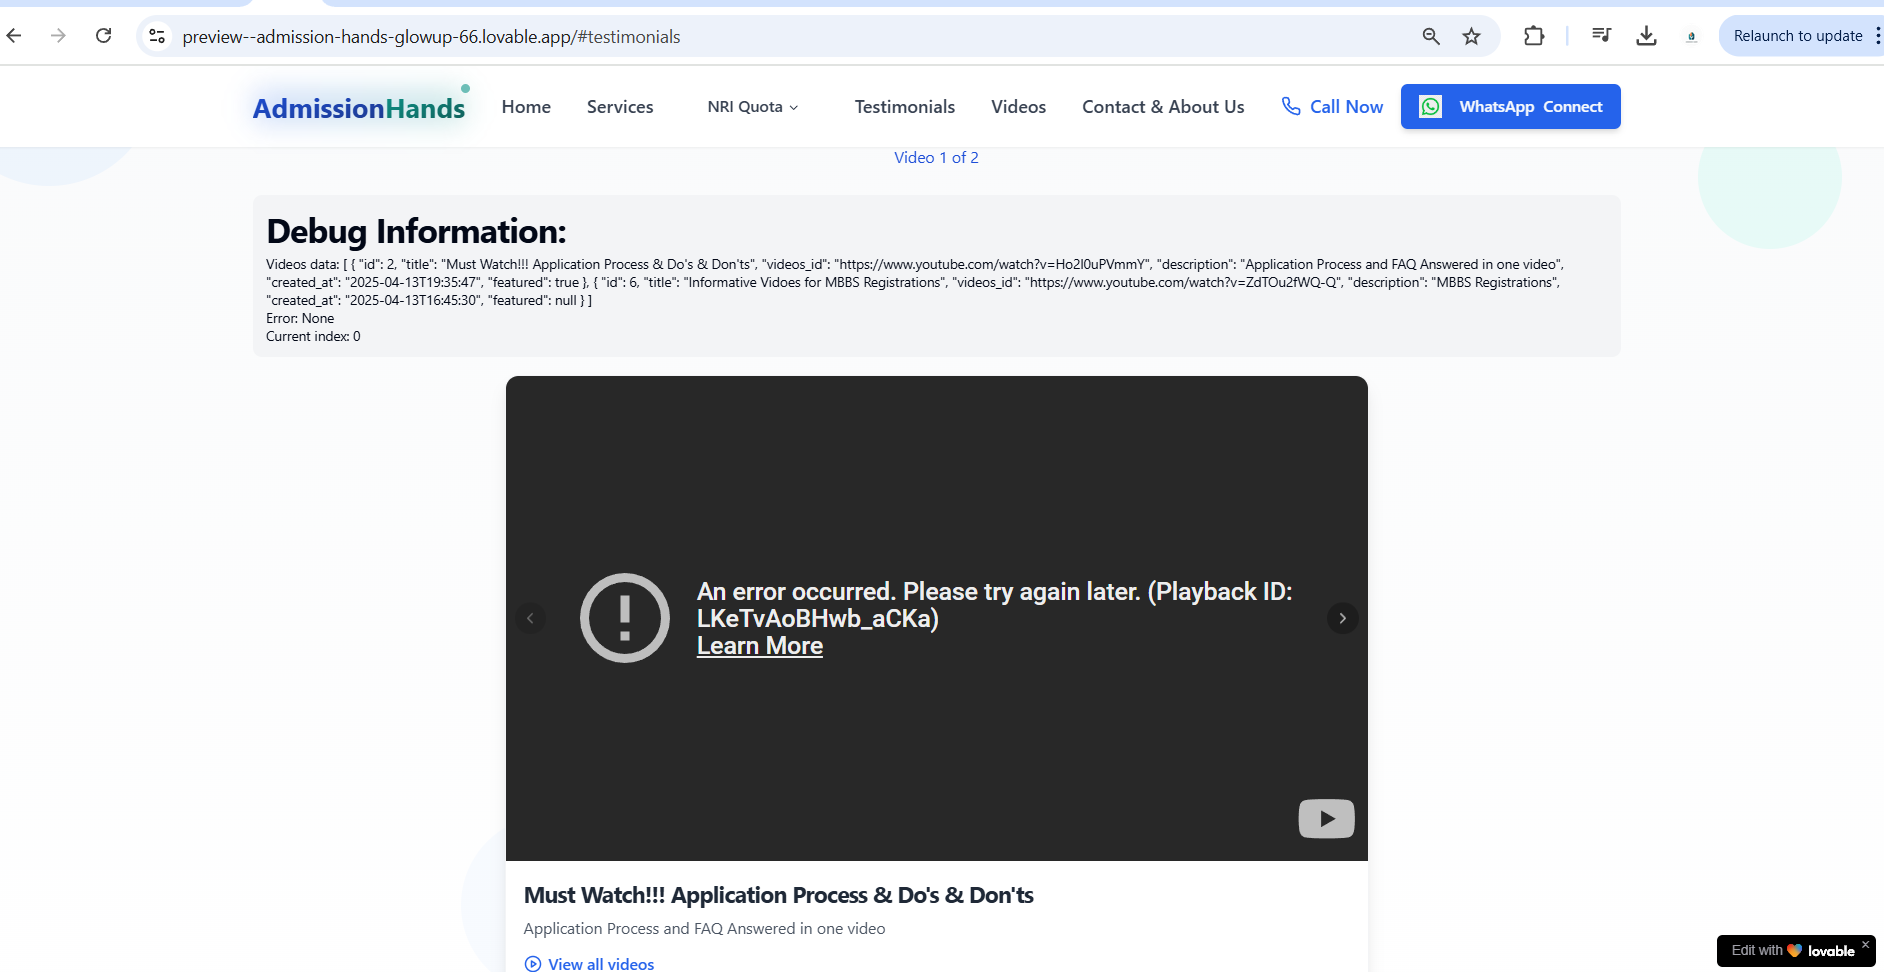 preview--admission-hands-glowup-66.lovable.app/#testimonials
Relaunch to update
AdmissionHands
Home
Services
NRI Quota
Testimonials
Videos
Contact & About Us
Call Now
WhatsApp Connect
Video 1 of 2
Debug Information:
Videos data: [ { "id": 2, "title": "Must Watch!!! Application Process & Do's & Don'ts", "videos_id": "https://www.youtube.com/watch?v=Ho2I0uPVmmY", "description": "Application Process and FAQ Answered in one video",
"created_at": "2025-04-13T19:35:47", "featured": true }, { "id": 6, "title": "Informative Vidoes for MBBS Registrations", "videos_id": "https://www.youtube.com/watch?v=ZdTOu2fWQ-Q", "description": "MBBS Registrations",
"created_at": "2025-04-13T16:45:30", "featured": null } ]
Error: None
Current index: 0
An error occurred. Please try again later. (Playback ID:
LKeTvAoBHwb_aCKa)
Learn More
Must Watch!!! Application Process & Do's & Don'ts
Application Process and FAQ Answered in one video
View all videos
Edit with lovable